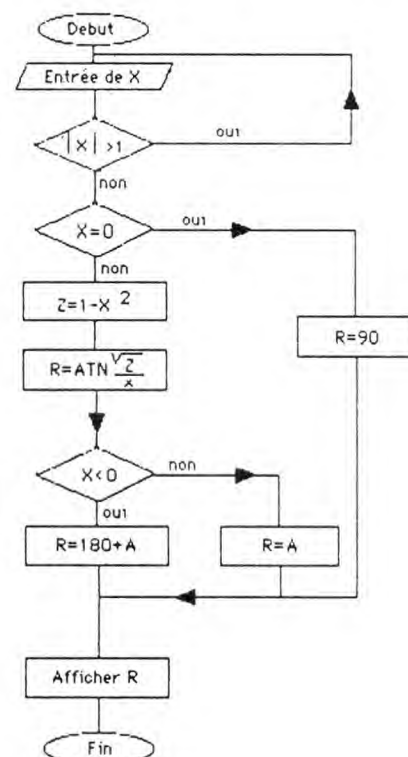 Debut
Entrée de X
|X| >1
oui
non
X=0
oui
non
Z=1-X 2
R=90
R=ATN √Z/x
X<0
non
oui
R=180+A
R=A
Afficher R
Fin